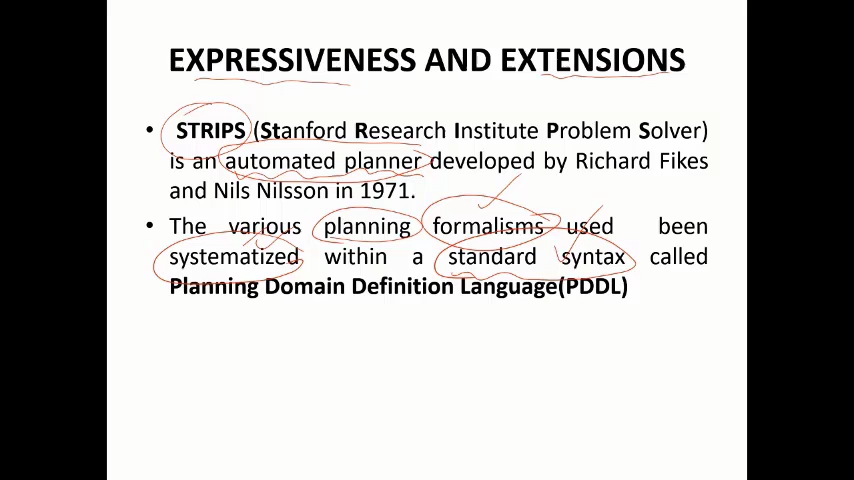 EXPRESSIVENESS AND EXTENSIONS
• STRIPS (Stanford Research Institute Problem Solver)
is an automated planner developed by Richard Fikes
and Nils Nilsson in 1971.
• The various planning formalisms used been
systematized within a standard syntax called
Planning Domain Definition Language(PDDL)